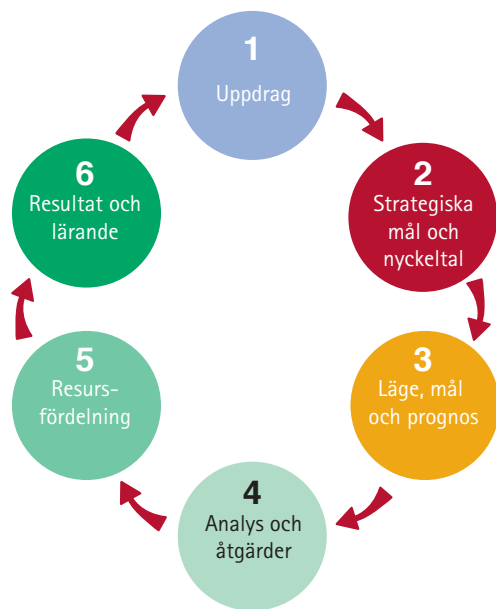 1
Uppdrag
2
Strategiska
mål och
nyckeltal
3
Läge, mål
och prognos
4
Analys och
åtgärder
5
Resurs-
fördelning
6
Resultat och
lärande